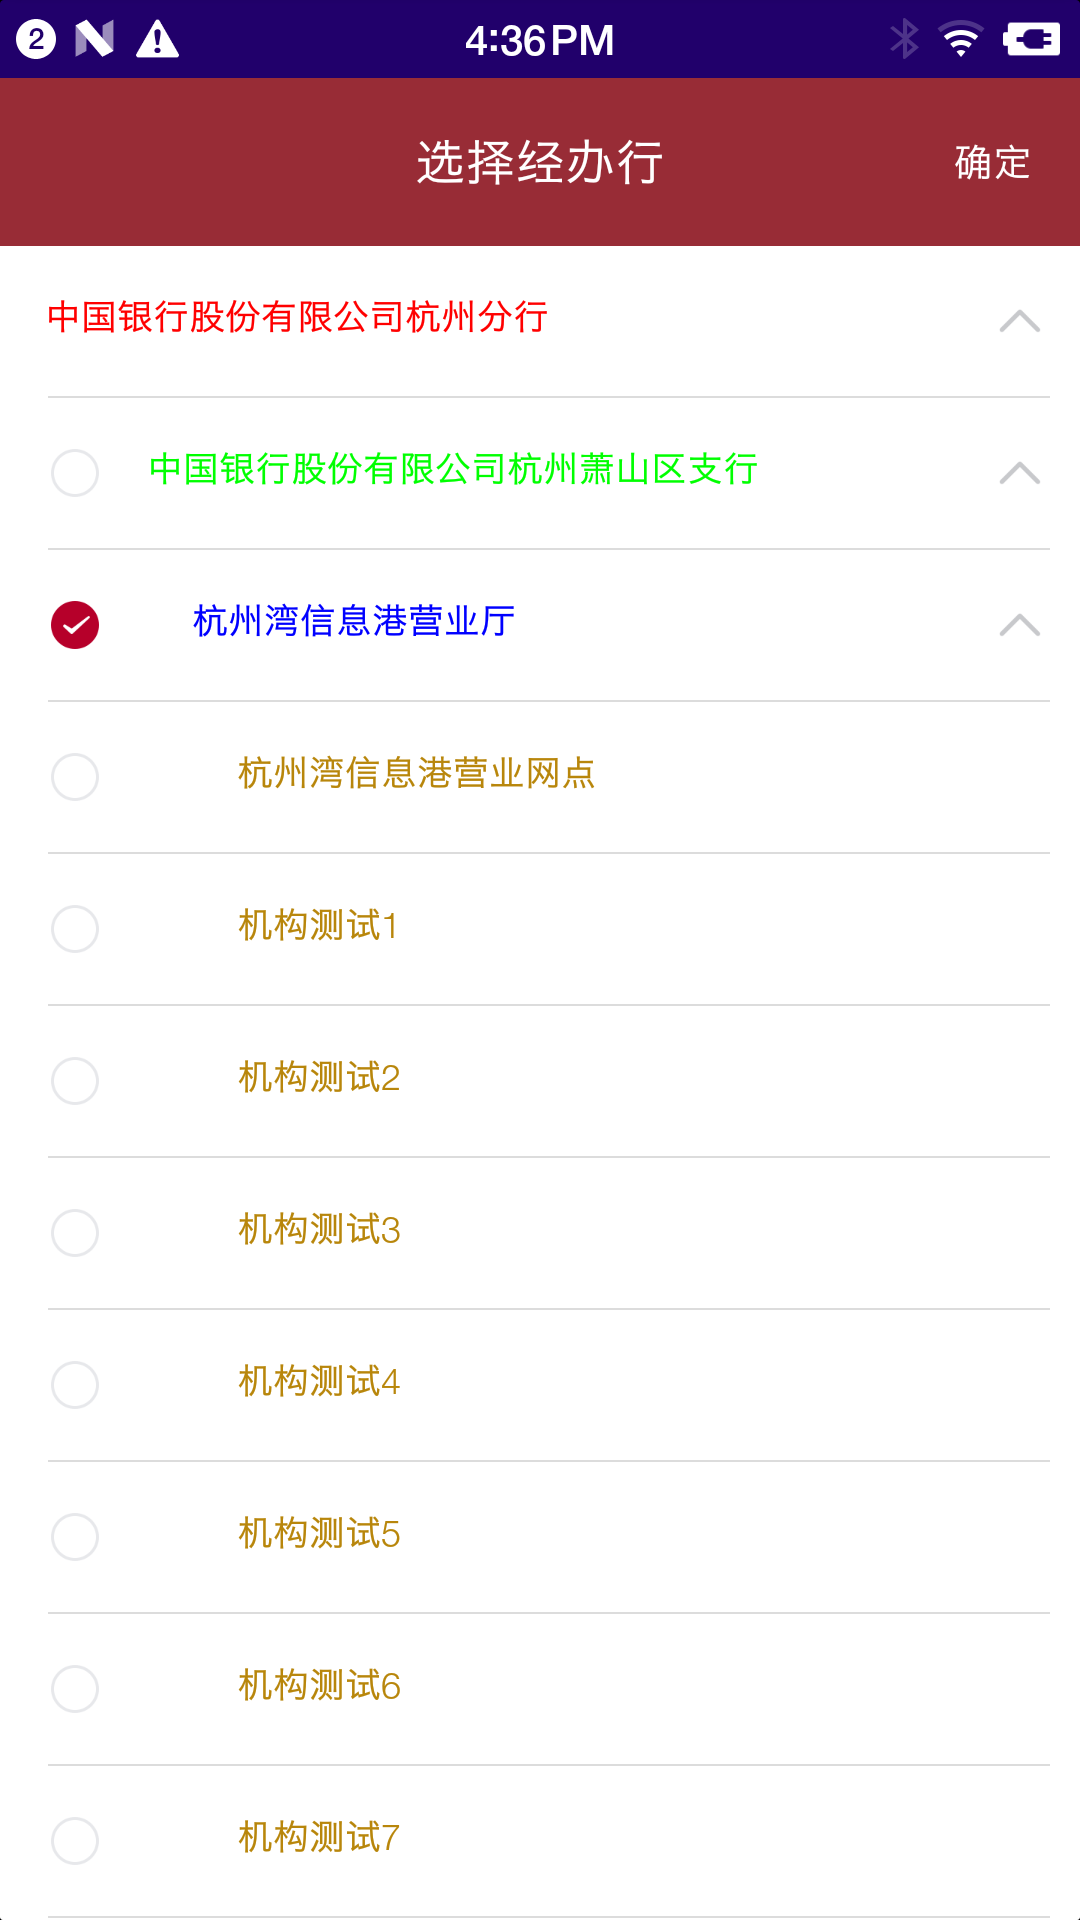 2
4:36 PM
选择经办行
确定
中国银行股份有限公司杭州分行
中国银行股份有限公司杭州萧山区支行
杭州湾信息港营业厅
杭州湾信息港营业网点
机构测试1
机构测试2
机构测试3
机构测试4
机构测试5
机构测试6
机构测试7